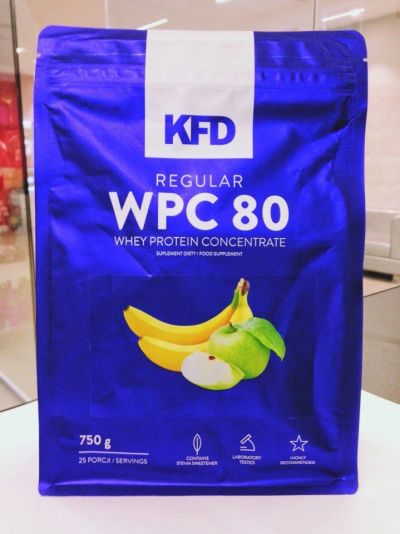 KFD
REGULAR
WPC 80
WHEY PROTEIN CONCENTRATE
SUPLEMENT DIETY / FOOD SUPPLEMENT
750 g
25 PORCJI / SERVINGS
CONTAINS
STEVIA SWEETENER
LABORATORY
TESTED
HIGHLY
RECOMMENDED